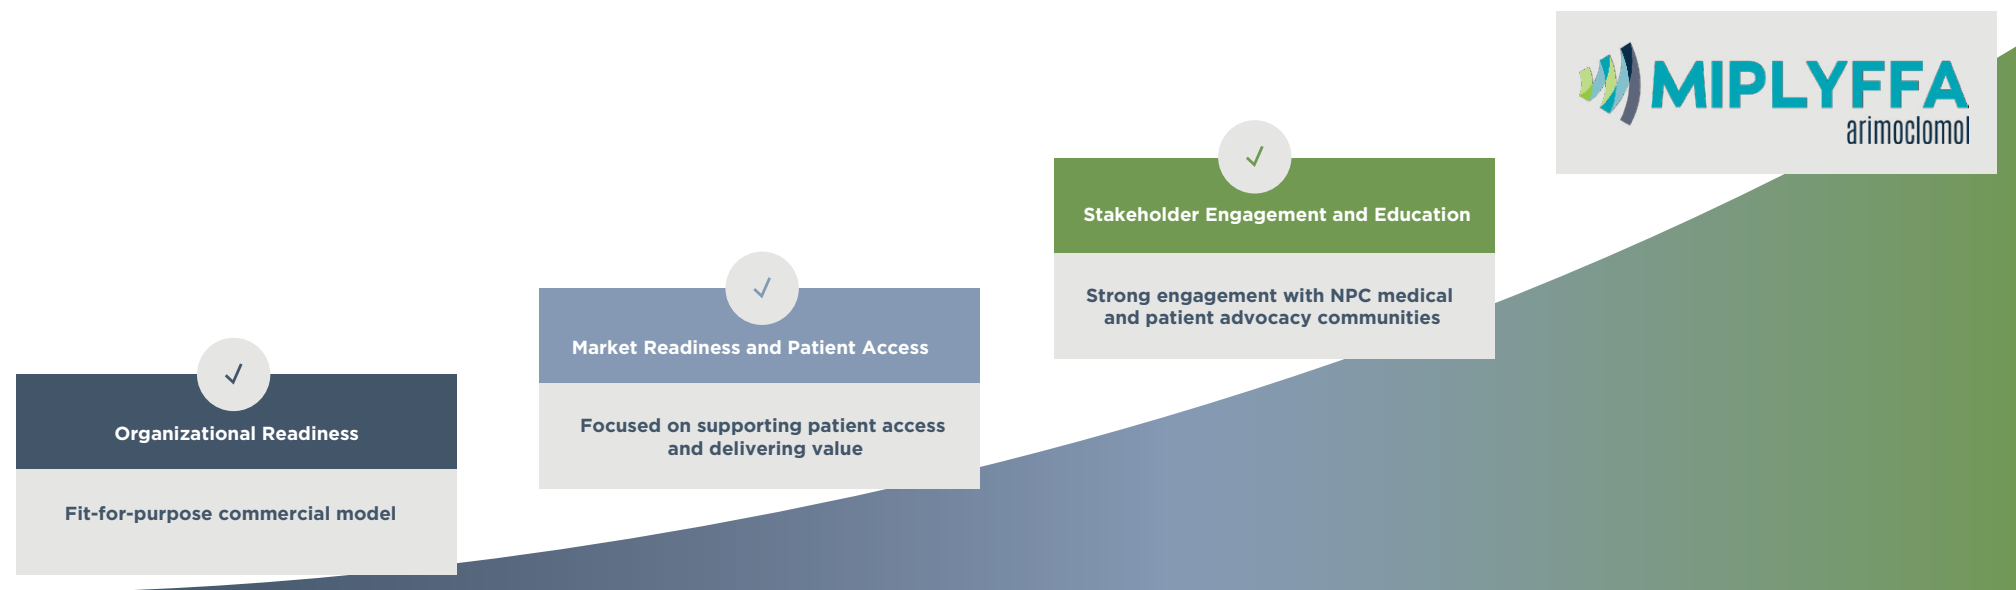 MIPLYFFA
arimoclomol
Stakeholder Engagement and Education
Strong engagement with NPC medical
and patient advocacy communities
Market Readiness and Patient Access
Focused on supporting patient access
and delivering value
Organizational Readiness
Fit-for-purpose commercial model